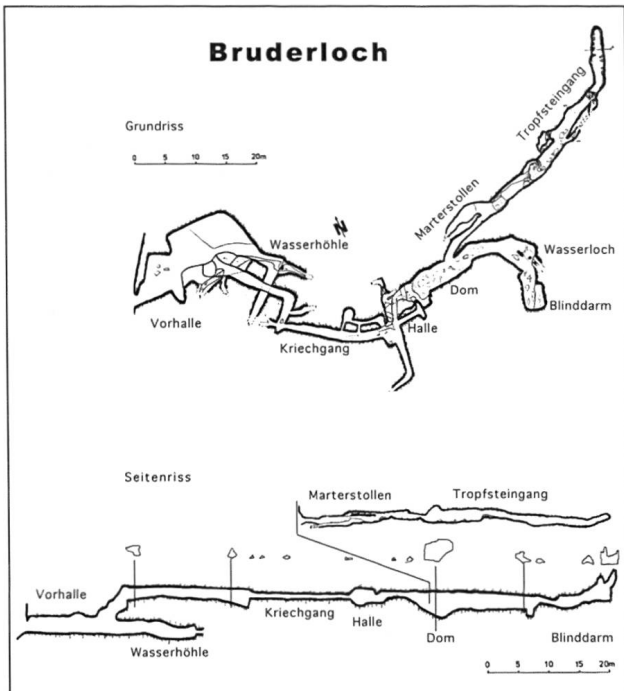 Bruderloch
Grundriss
0 5 10 15 20m
Tropfsteingang
Marterstollen
N
Wasserhöhle
Wasserloch
Dom
Blinddarm
Vorhalle
Halle
Kriechgang
Seitenriss
Marterstollen Tropfsteingang
Vorhalle
Kriechgang
Halle
Dom
Blinddarm
Wasserhöhle
0 5 10 15 20m